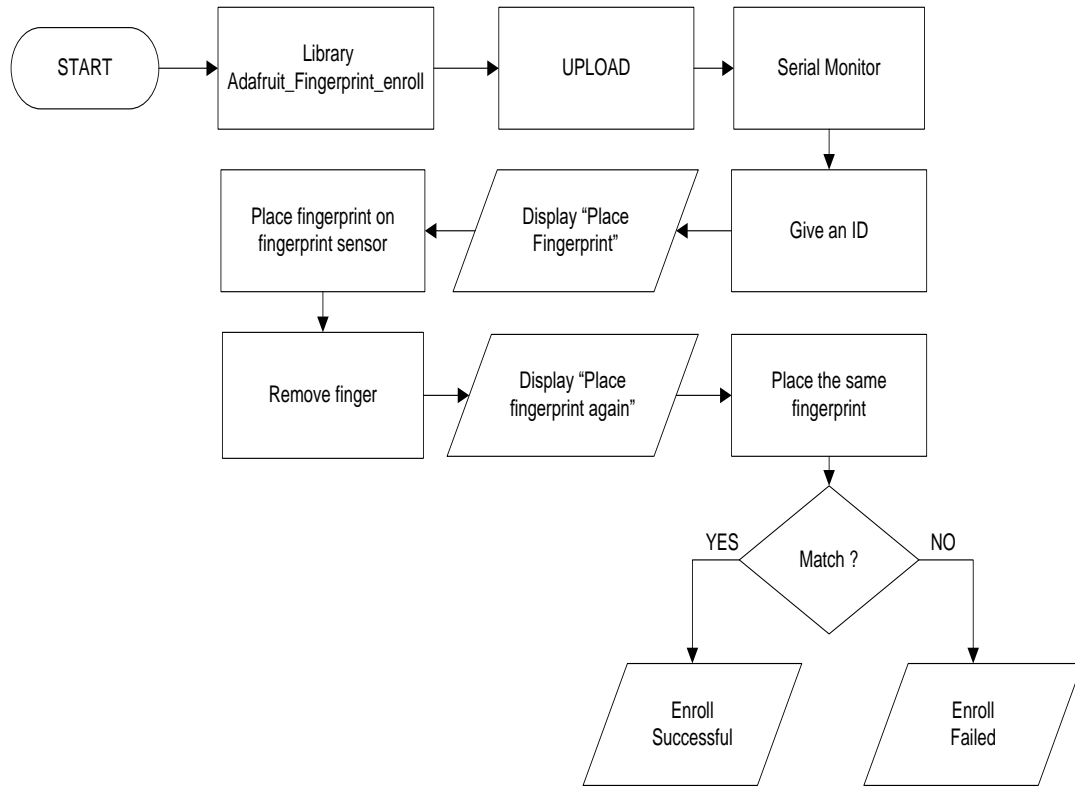 START
Library
Adafruit_Fingerprint_enroll
UPLOAD
Serial Monitor
Give an ID
Display “Place
Fingerprint”
Place fingerprint on
fingerprint sensor
Remove finger
Display “Place
fingerprint again”
Place the same
fingerprint
Match ?
YES
NO
Enroll
Successful
Enroll
Failed